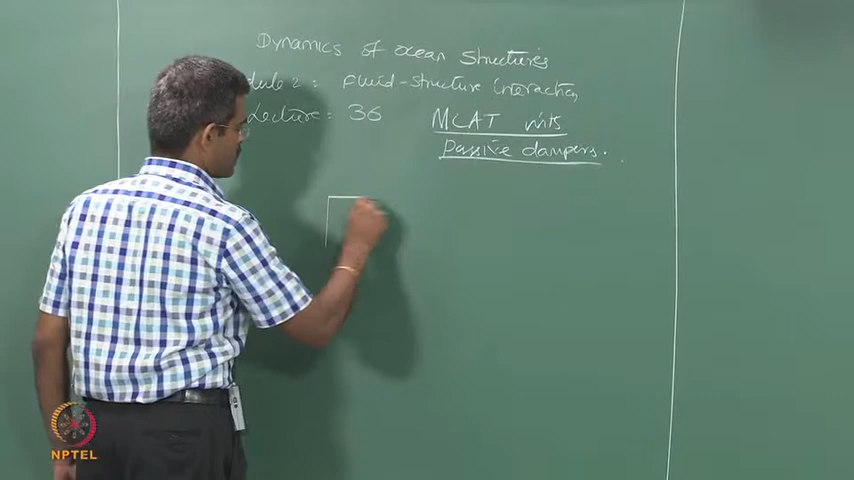 Dynamics of ocean structures
dule 2: Fluid-structure interaction
Lecture: 36
MLAT with
Passive dampers.
NPTEL